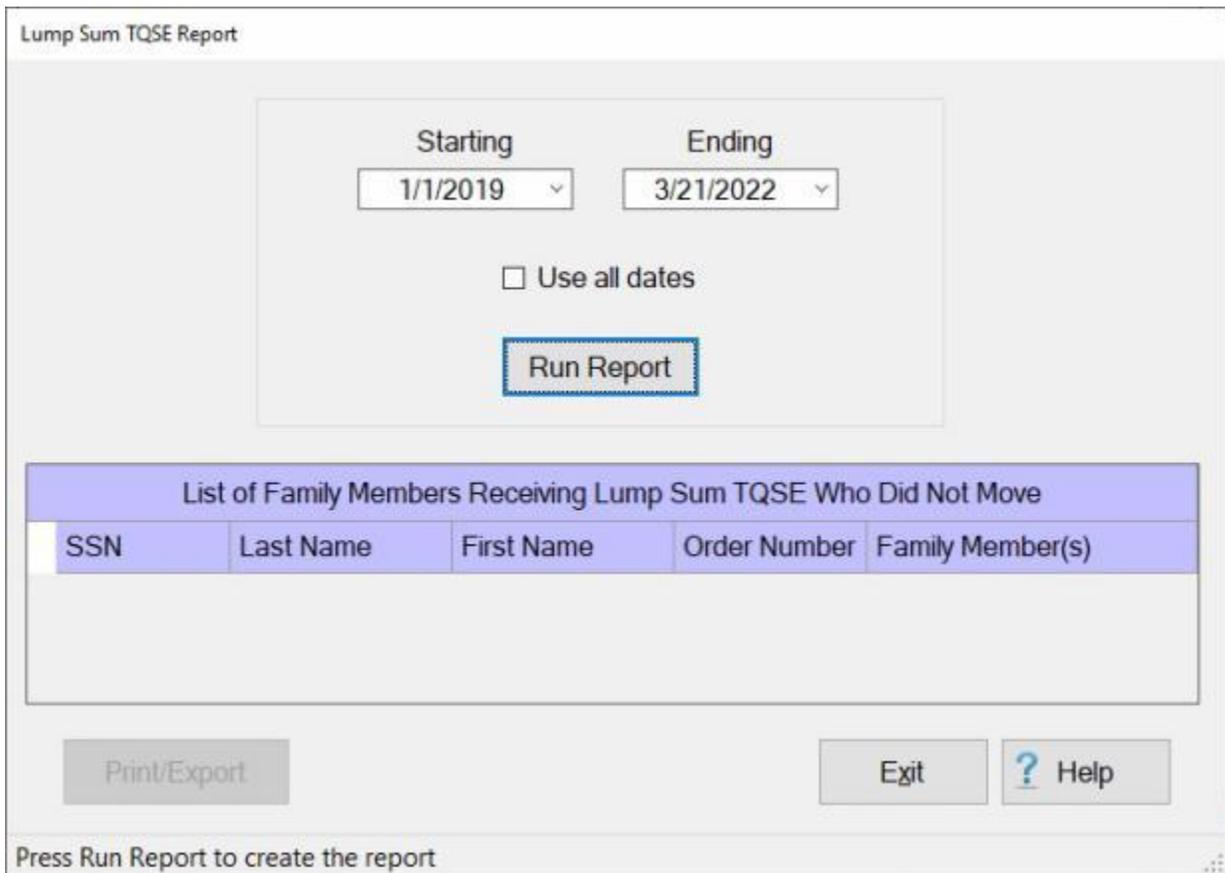 Lump Sum TQSE Report
Starting Ending
1/1/2019 3/21/2022
Use all dates
Run Report
List of Family Members Receiving Lump Sum TQSE Who Did Not Move
SSN Last Name First Name Order Number Family Member(s)
Print/Export Exit ? Help
Press Run Report to create the report